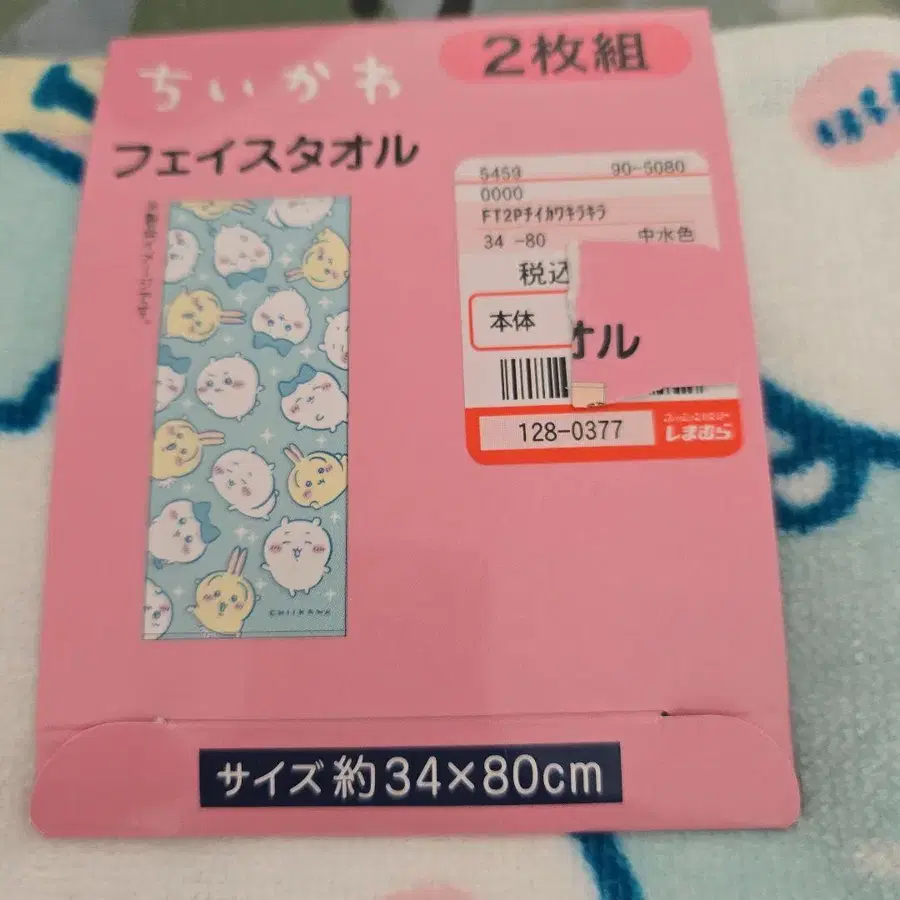 2枚組
ちいかわ
フェイスタオル
5459 90-5080
0000
FT2Pチイカワキラキラ
34 -80 中水色
税込
本体
オル
128-0377
しまむら
CHIIKAWA
サイズ約34×80cm